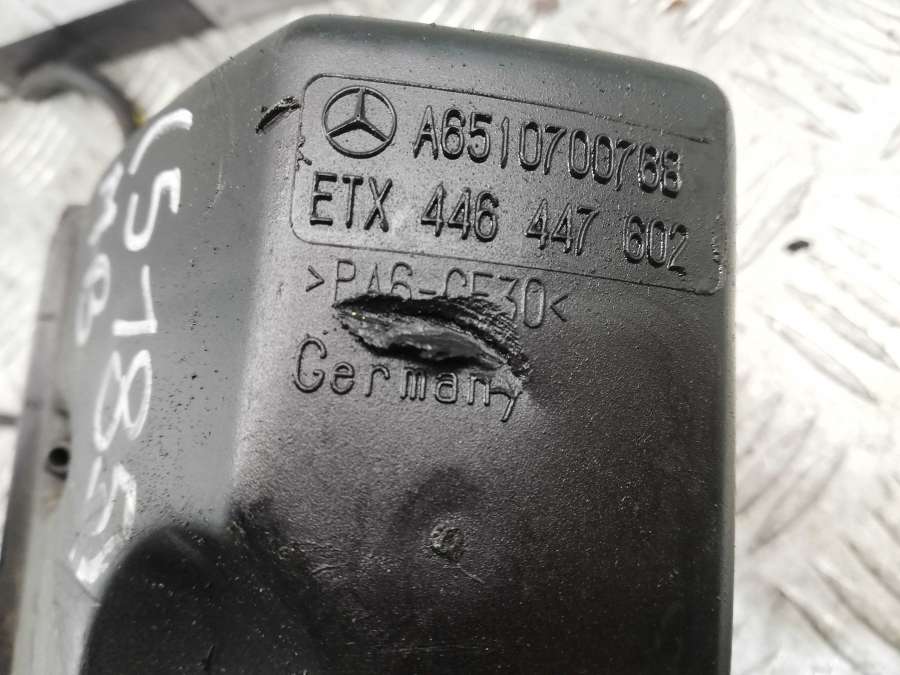 A6510700768
ETX 446 447 602
>PA6-GF30<
Germany